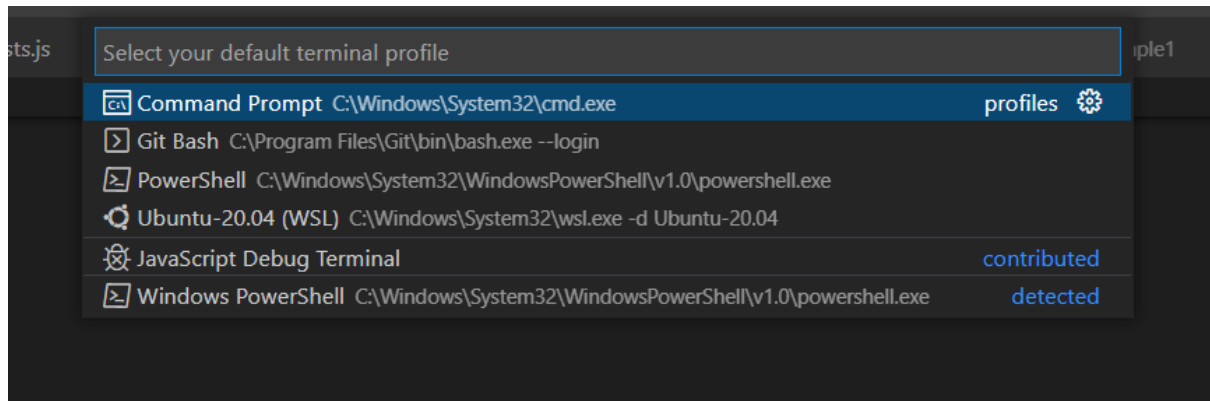 sts.js
Select your default terminal profile
ple1
Command Prompt C:\Windows\System32\cmd.exe profiles
Git Bash C:\Program Files\Git\bin\bash.exe --login
PowerShell C:\Windows\System32\WindowsPowerShell\v1.0\powershell.exe
Ubuntu-20.04 (WSL) C:\Windows\System32\wsl.exe -d Ubuntu-20.04
JavaScript Debug Terminal contributed
Windows PowerShell C:\Windows\System32\WindowsPowerShell\v1.0\powershell.exe detected